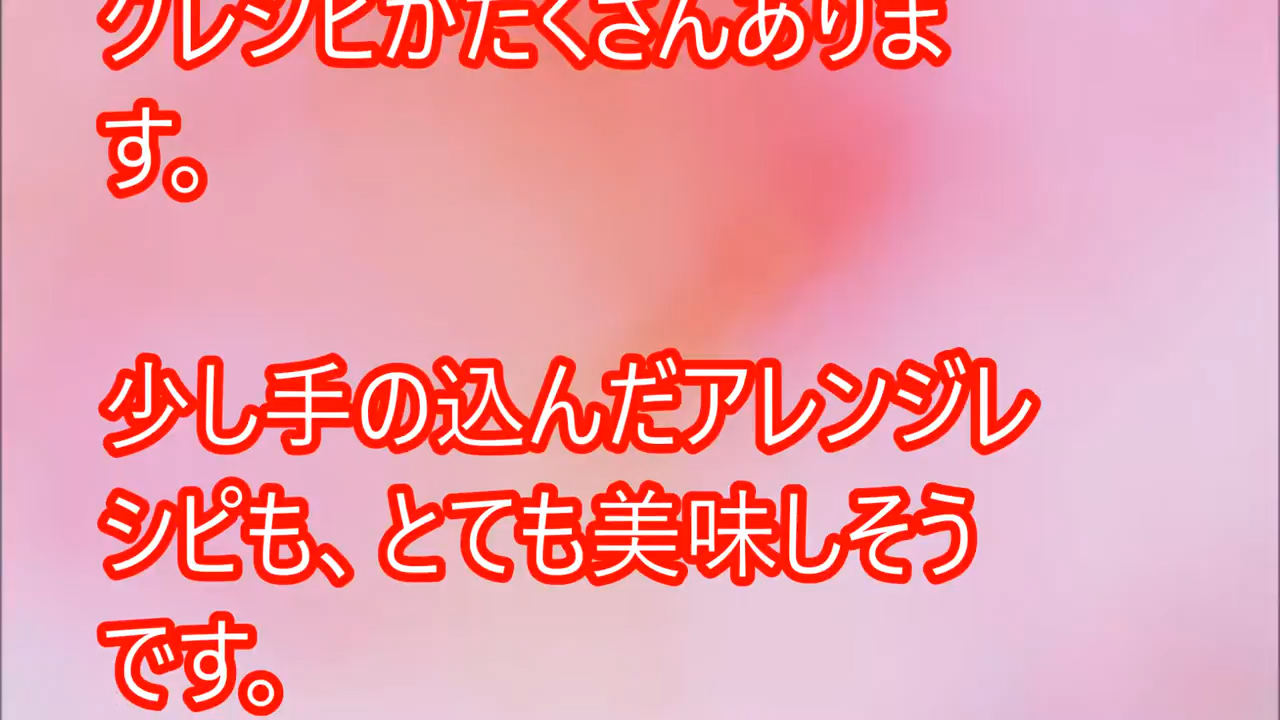 クレシピがたくさんありま
す。
少し手の込んだアレンジレ
シピも、とても美味しそう
です。